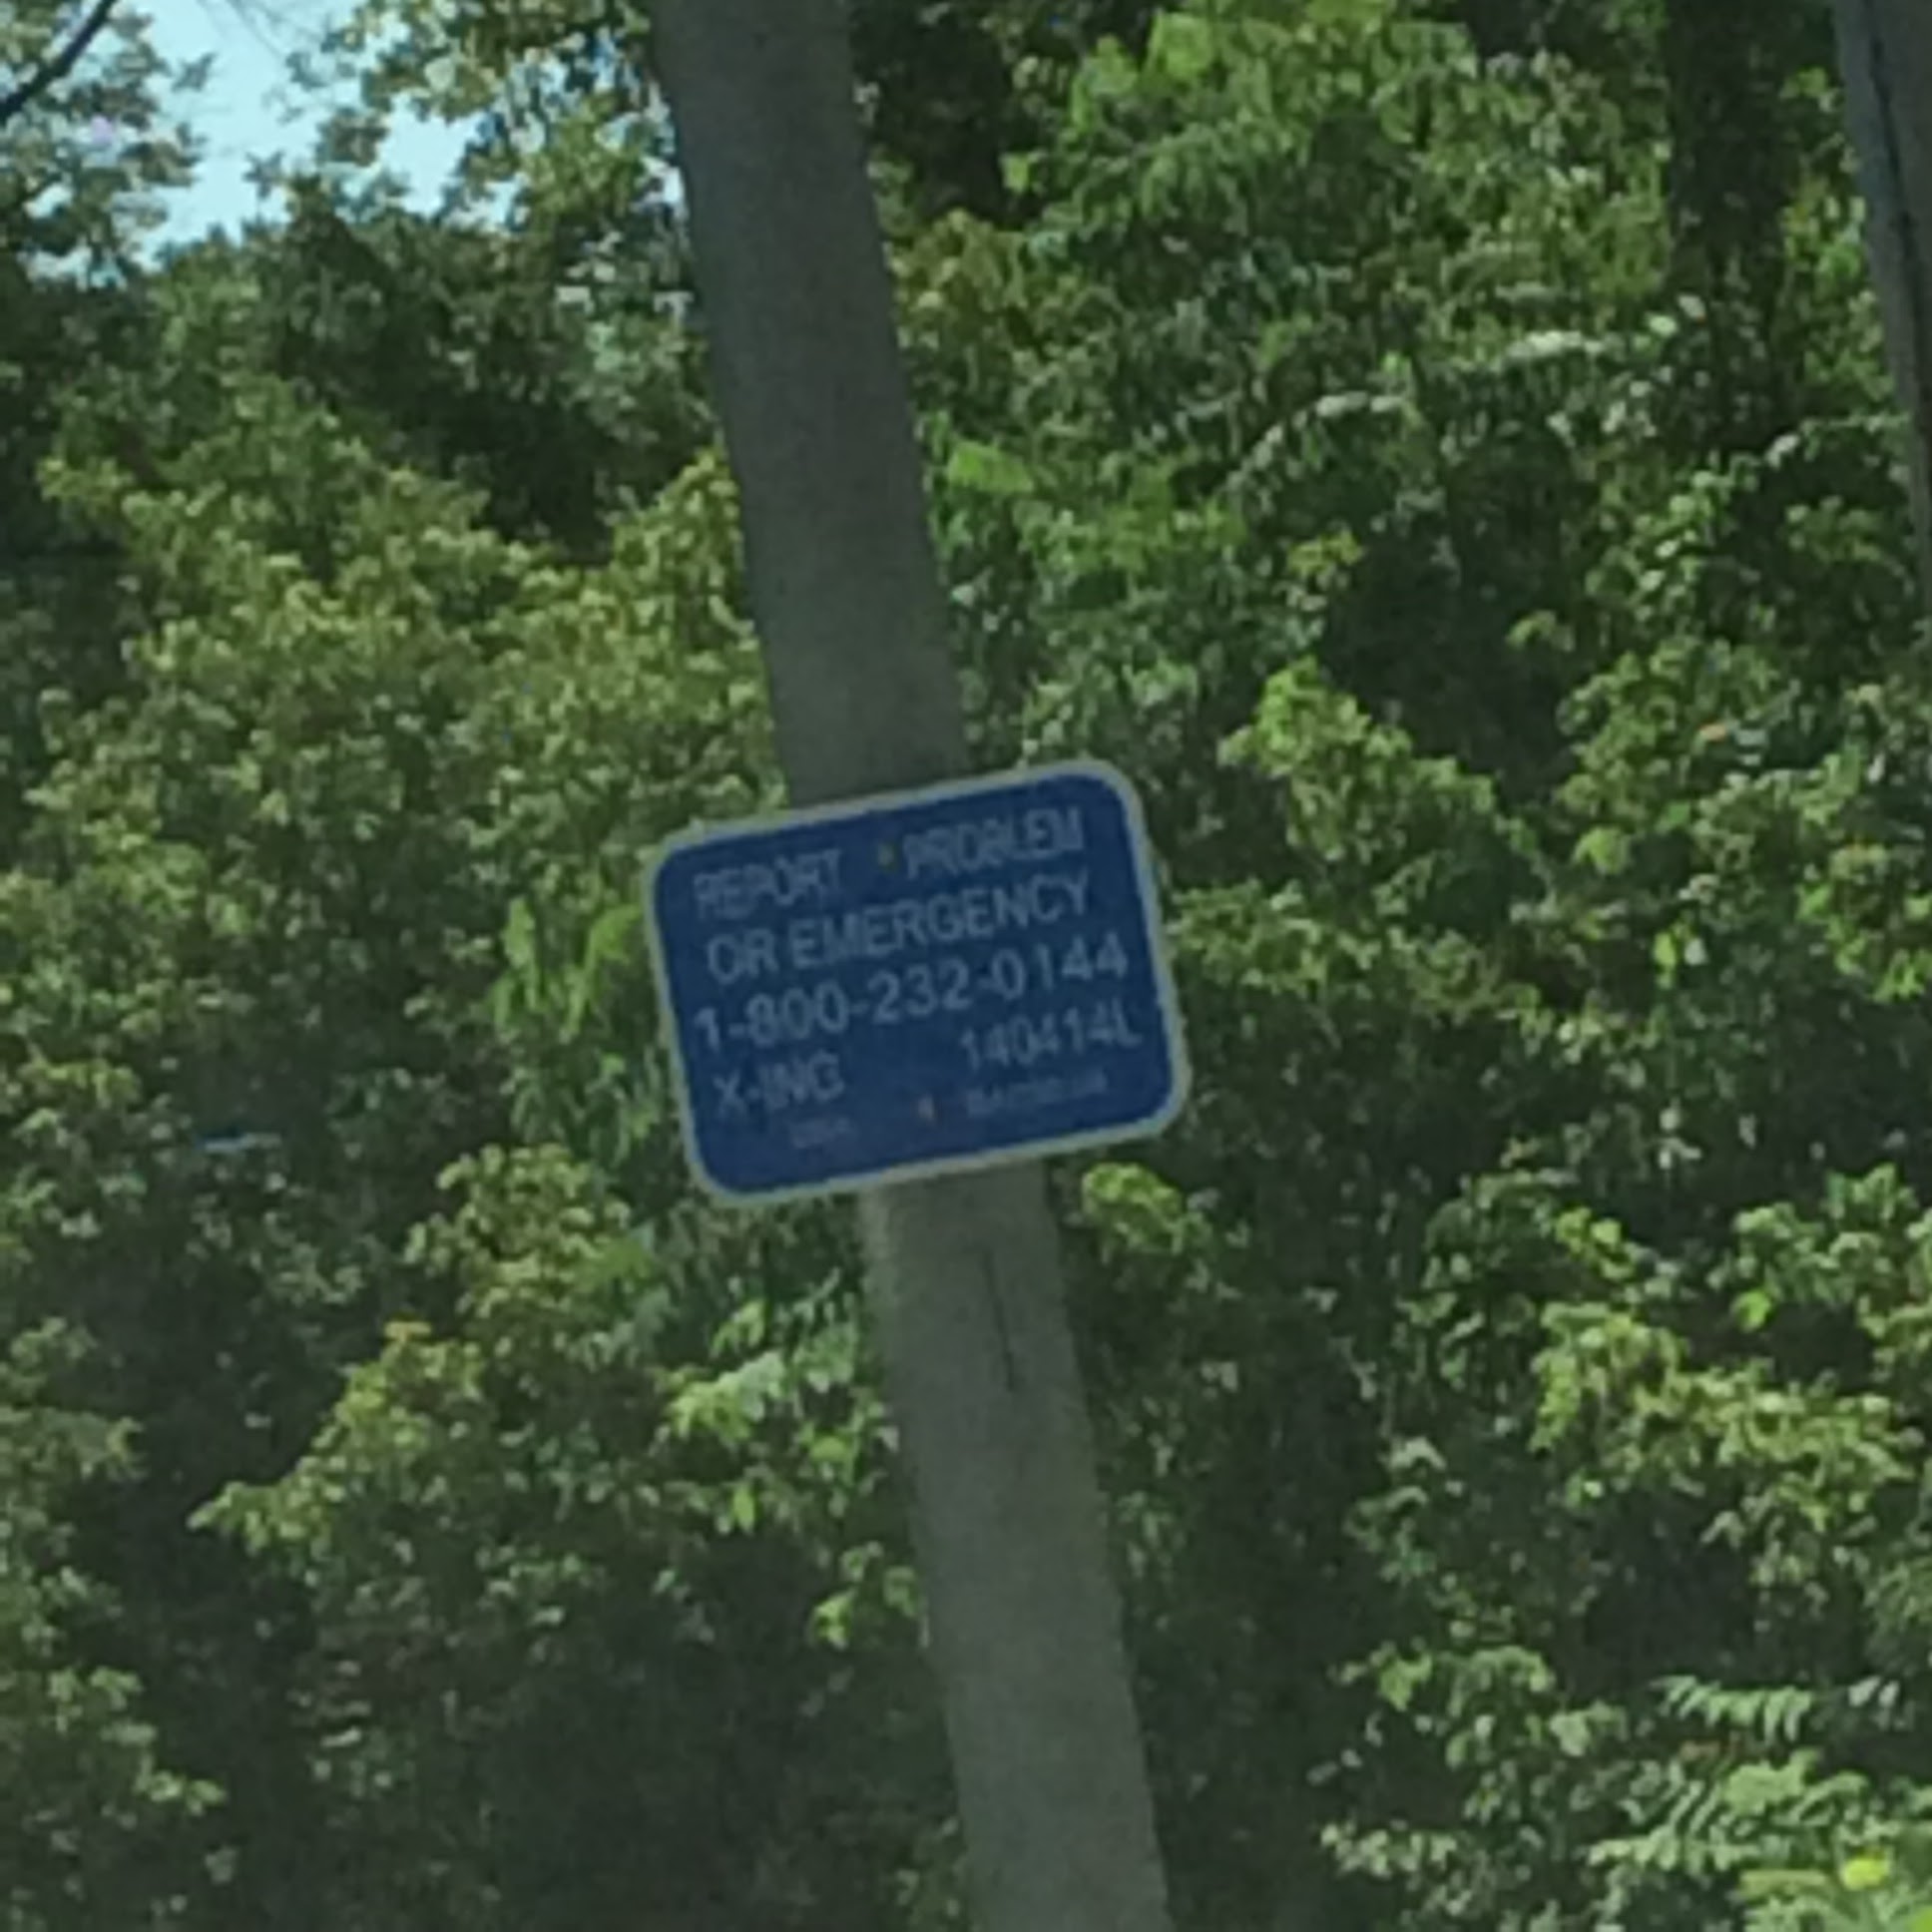 REPORT PROBLEM
OR EMERGENCY
1-800-232-0144
X-ING 140414L